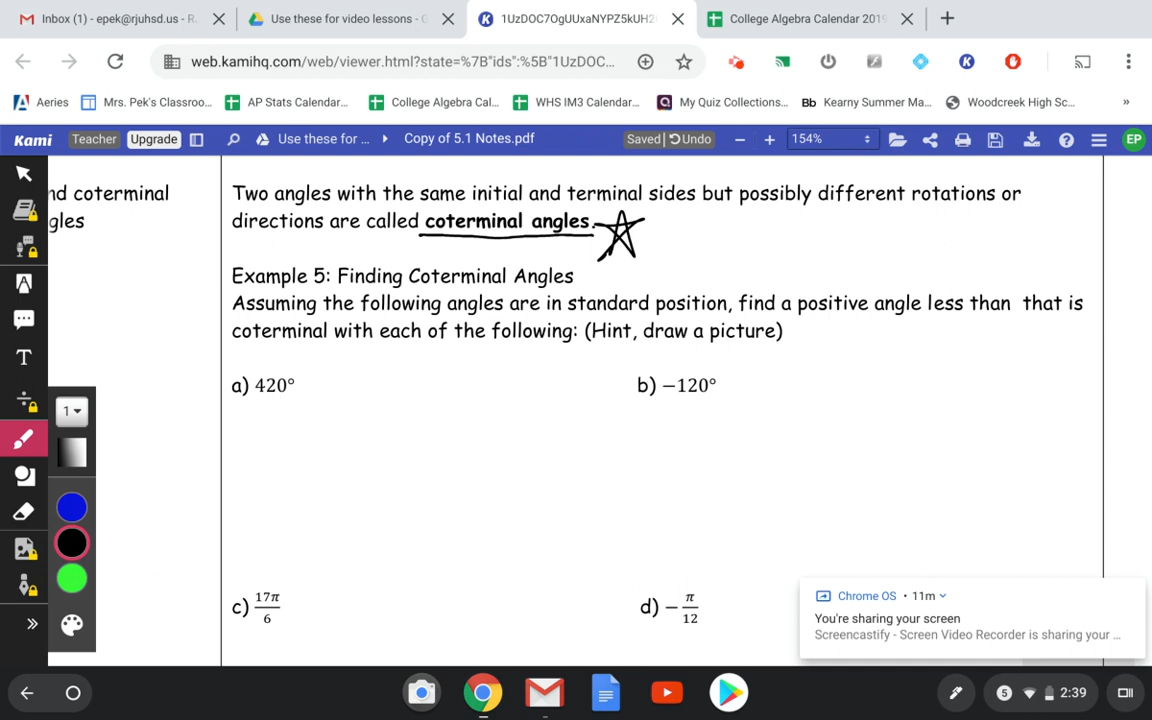 Inbox (1) - epek@rjuhsd.us - R
Use these for video lessons - G
1UzDOC7OgUUxaNYPZ5kUH2
College Algebra Calendar 2019
web.kamihq.com/web/viewer.html?state=%7B"ids":%5B"1UzDOC...
Aeries
Mrs. Pek's Classroo...
AP Stats Calendar...
College Algebra Cal...
WHS IM3 Calendar...
My Quiz Collections...
Bb Kearny Summer Ma...
Woodcreek High Sc...
»
Kami Teacher Upgrade Use these for ... Copy of 5.1 Notes.pdf Saved Undo 154% EP
nd coterminal
gles
Two angles with the same initial and terminal sides but possibly different rotations or
directions are called coterminal angles.
Example 5: Finding Coterminal Angles
Assuming the following angles are in standard position, find a positive angle less than that is
coterminal with each of the following: (Hint, draw a picture)
a) 420°
b) −120°
c) 17π/6
d) −π/12
1
Chrome OS • 11m
You're sharing your screen
Screencastify - Screen Video Recorder is sharing your ...
5 2:39